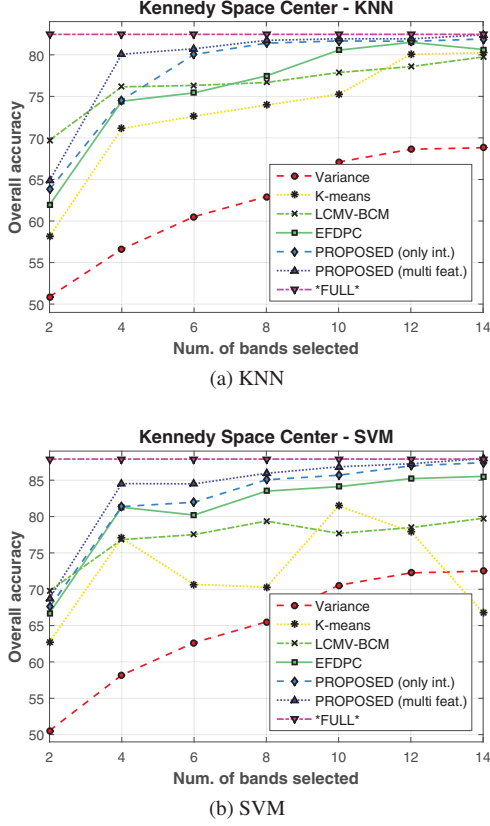 Kennedy Space Center - KNN
Overall accuracy
80
75
70
65
60
55
50
2 4 6 8 10 12 14
Num. of bands selected
Variance
K-means
LCMV-BCM
EFDPC
PROPOSED (only int.)
PROPOSED (multi feat.)
*FULL*
(a) KNN
Kennedy Space Center - SVM
Overall accuracy
85
80
75
70
65
60
55
50
2 4 6 8 10 12 14
Num. of bands selected
Variance
K-means
LCMV-BCM
EFDPC
PROPOSED (only int.)
PROPOSED (multi feat.)
*FULL*
(b) SVM